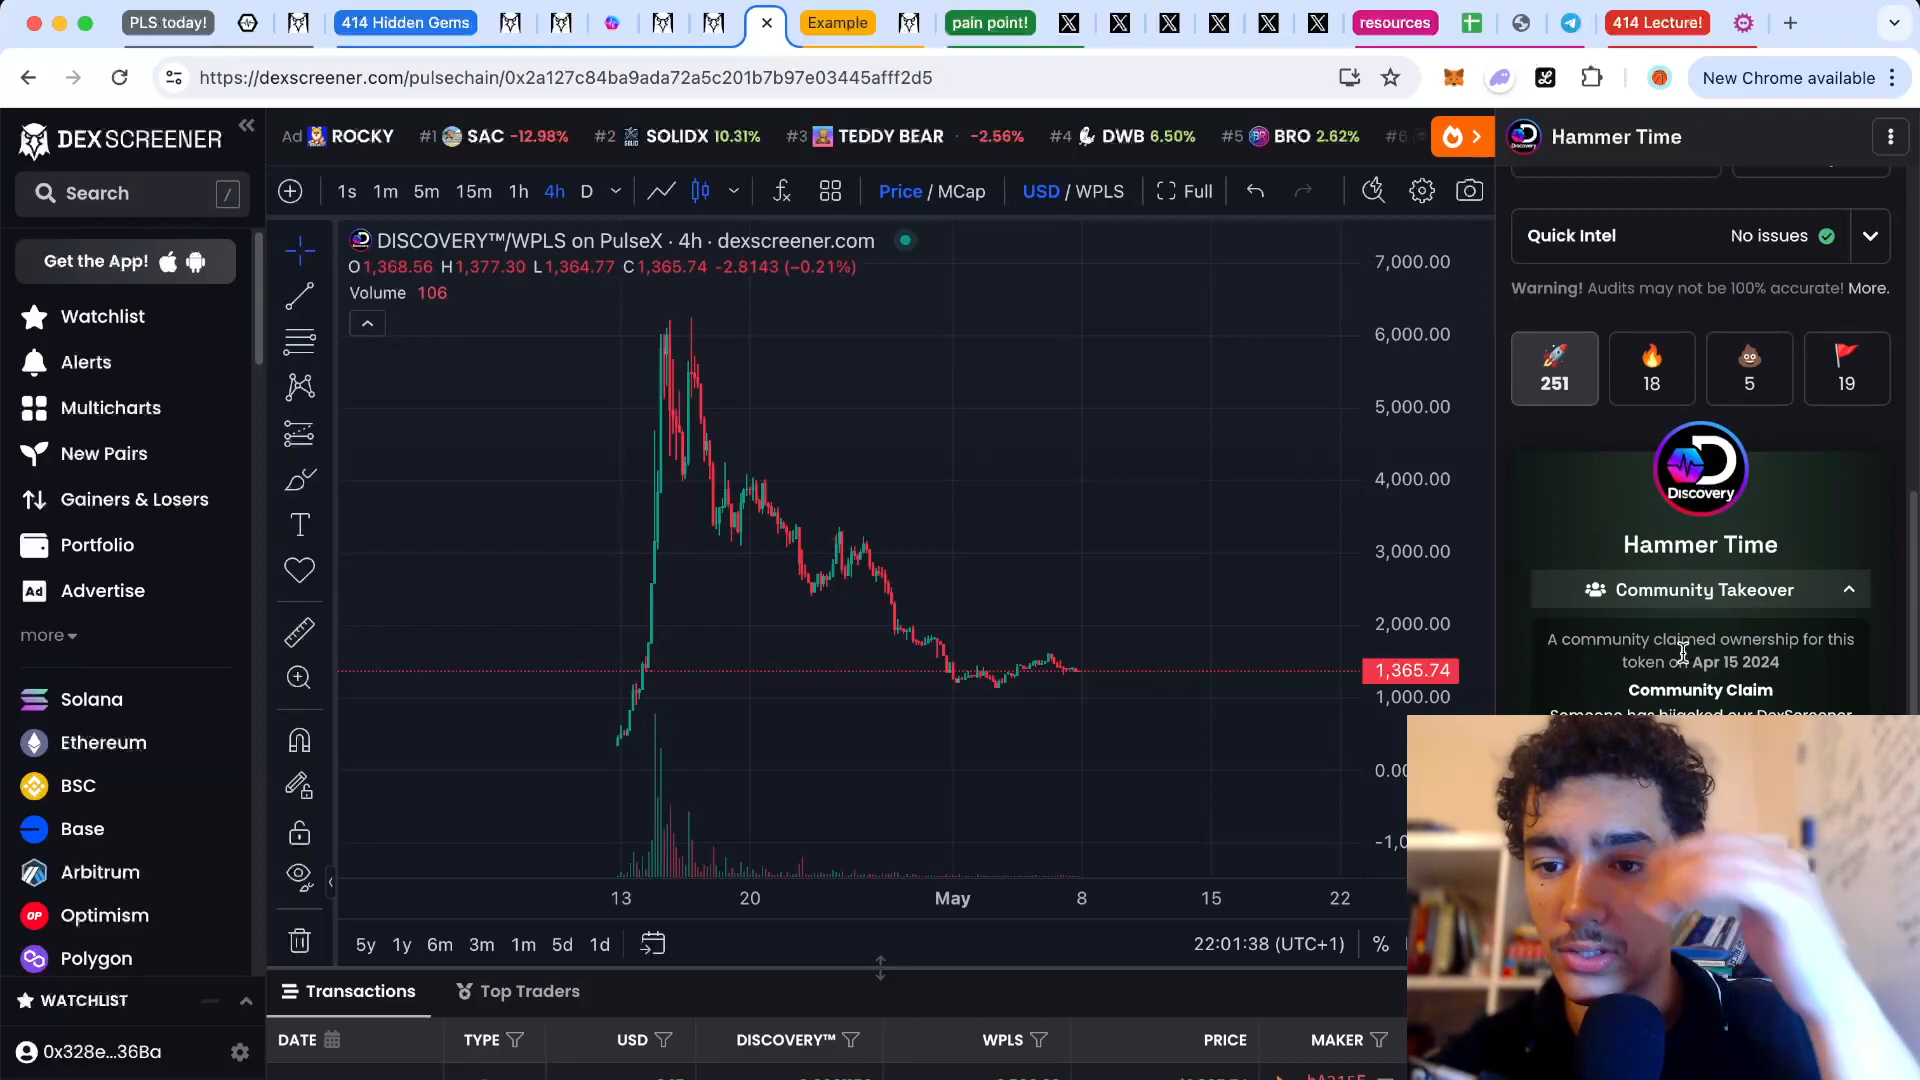 PLS today!
414 Hidden Gems
Example
pain point!
resources
414 Lecture!
https://dexscreener.com/pulsechain/0x2a127c84ba9ada72a5c201b7b97e03445afff2d5
New Chrome available
DEX SCREENER
Search /
Get the App!
Watchlist
Alerts
Multicharts
New Pairs
Gainers & Losers
Portfolio
Ad Advertise
more
Solana
Ethereum
BSC
Base
Arbitrum
OP Optimism
Polygon
WATCHLIST
0x328e...36Ba
Ad ROCKY #1 SAC -12.98% #2 SOLIDX 10.31% #3 TEDDY BEAR -2.56% #4 DWB 6.50% #5 BRO 2.62% #6
1s 1m 5m 15m 1h 4h D Price / MCap USD / WPLS Full
DISCOVERY™/WPLS on PulseX · 4h · dexscreener.com
O1,368.56 H1,377.30 L1,364.77 C1,365.74 -2.8143 (−0.21%)
Volume 106
7,000.00
6,000.00
5,000.00
4,000.00
3,000.00
2,000.00
1,365.74
1,000.00
13 20 May 8 15 22
5y 1y 6m 3m 1m 5d 1d 22:01:38 (UTC+1) %
Transactions Top Traders
DATE TYPE USD DISCOVERY™ WPLS PRICE MAKER
Hammer Time
Quick Intel No issues
Warning! Audits may not be 100% accurate! More.
251 18 5 19
Discovery
Hammer Time
Community Takeover
A community claimed ownership for this
token on Apr 15 2024
Community Claim
Someone has hijacked our DexScreener